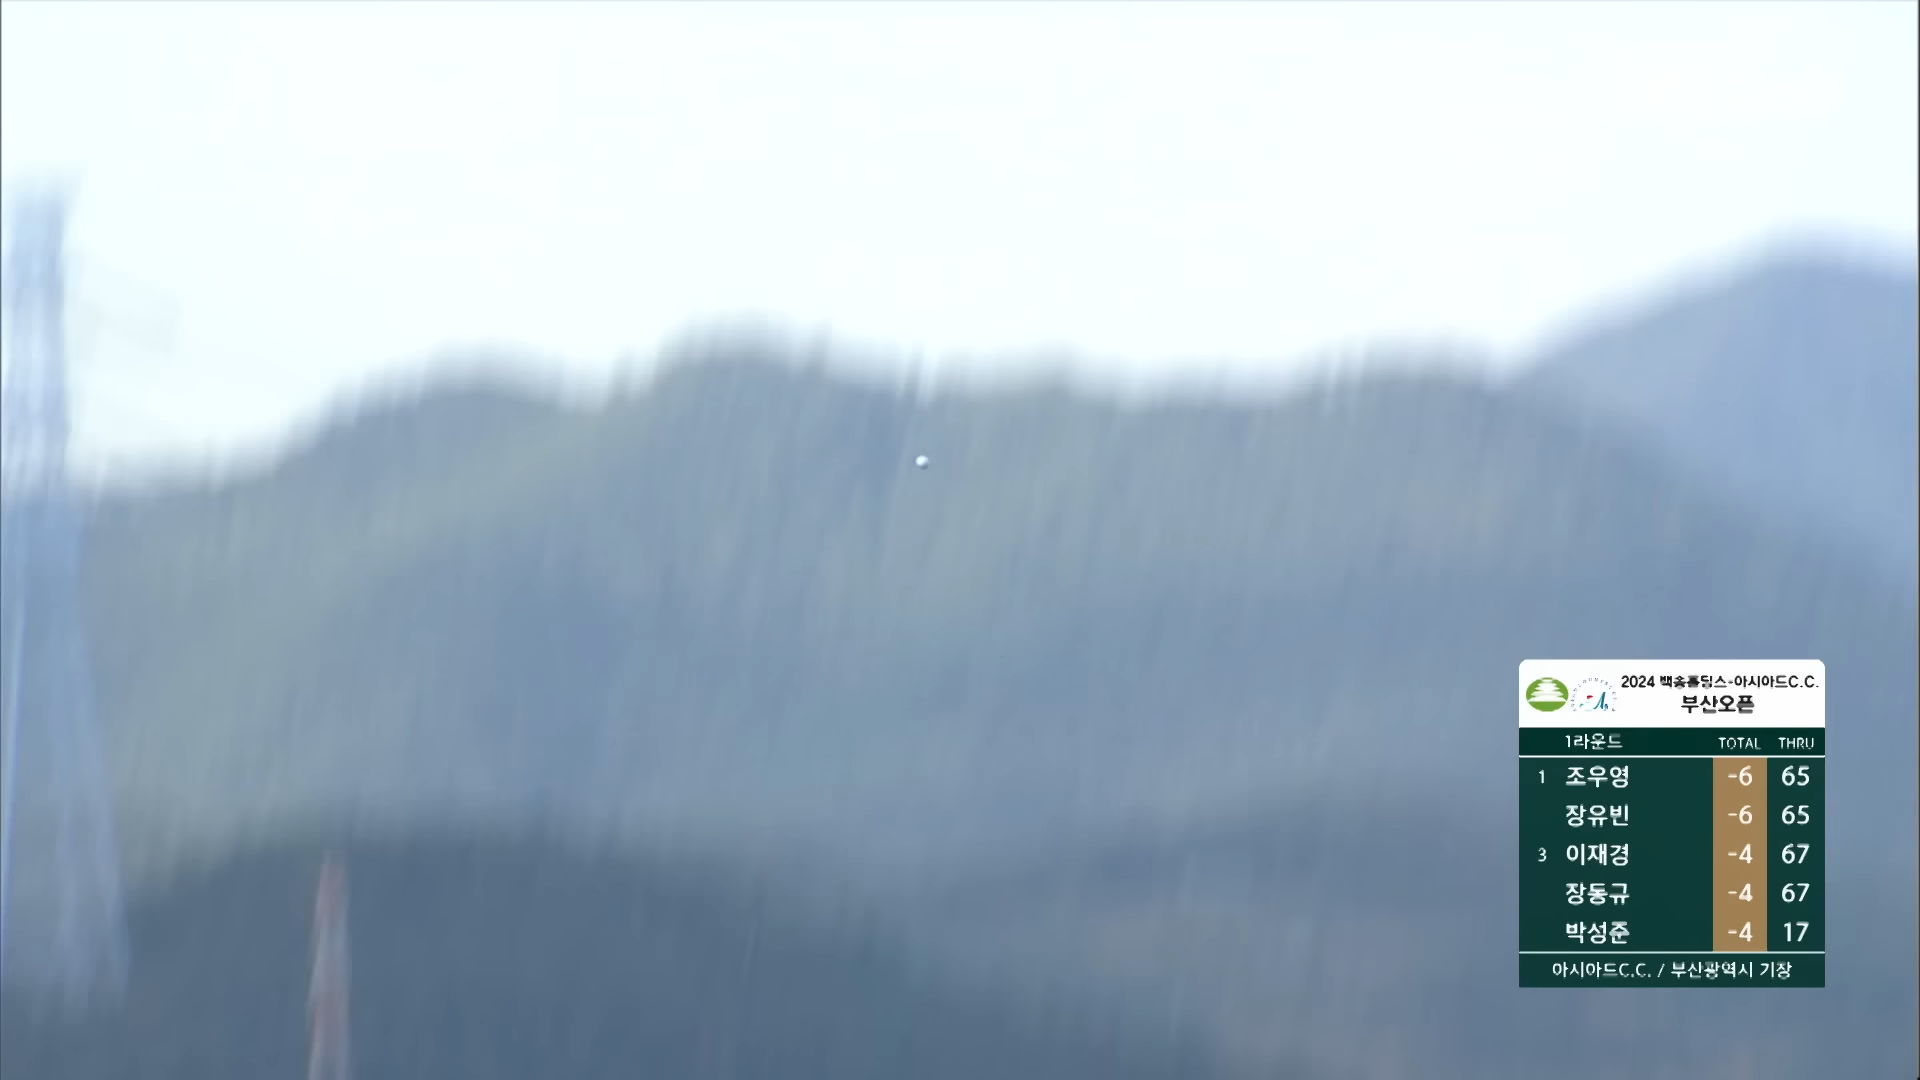 2024 백송홀딩스-아시아드C.C.
부산오픈
1라운드 TOTAL THRU
1 조우영 -6 65
장유빈 -6 65
3 이재경 -4 67
장동규 -4 67
박성준 -4 17
아시아드C.C. / 부산광역시 기장